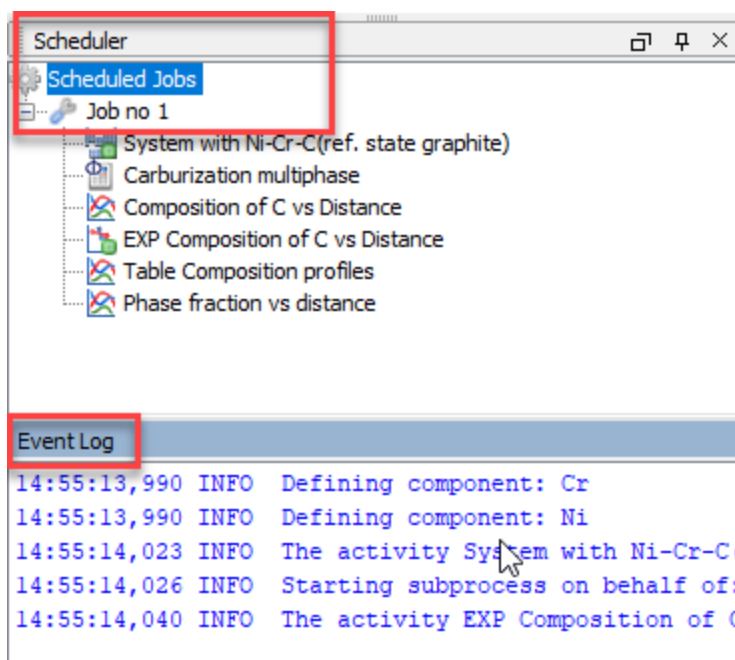 Scheduler
Scheduled Jobs
Job no 1
System with Ni-Cr-C(ref. state graphite)
Carburization multiphase
Composition of C vs Distance
EXP Composition of C vs Distance
Table Composition profiles
Phase fraction vs distance
Event Log
14:55:13,990 INFO Defining component: Cr
14:55:13,990 INFO Defining component: Ni
14:55:14,023 INFO The activity System with Ni-Cr-C(
14:55:14,026 INFO Starting subprocess on behalf of:
14:55:14,040 INFO The activity EXP Composition of C